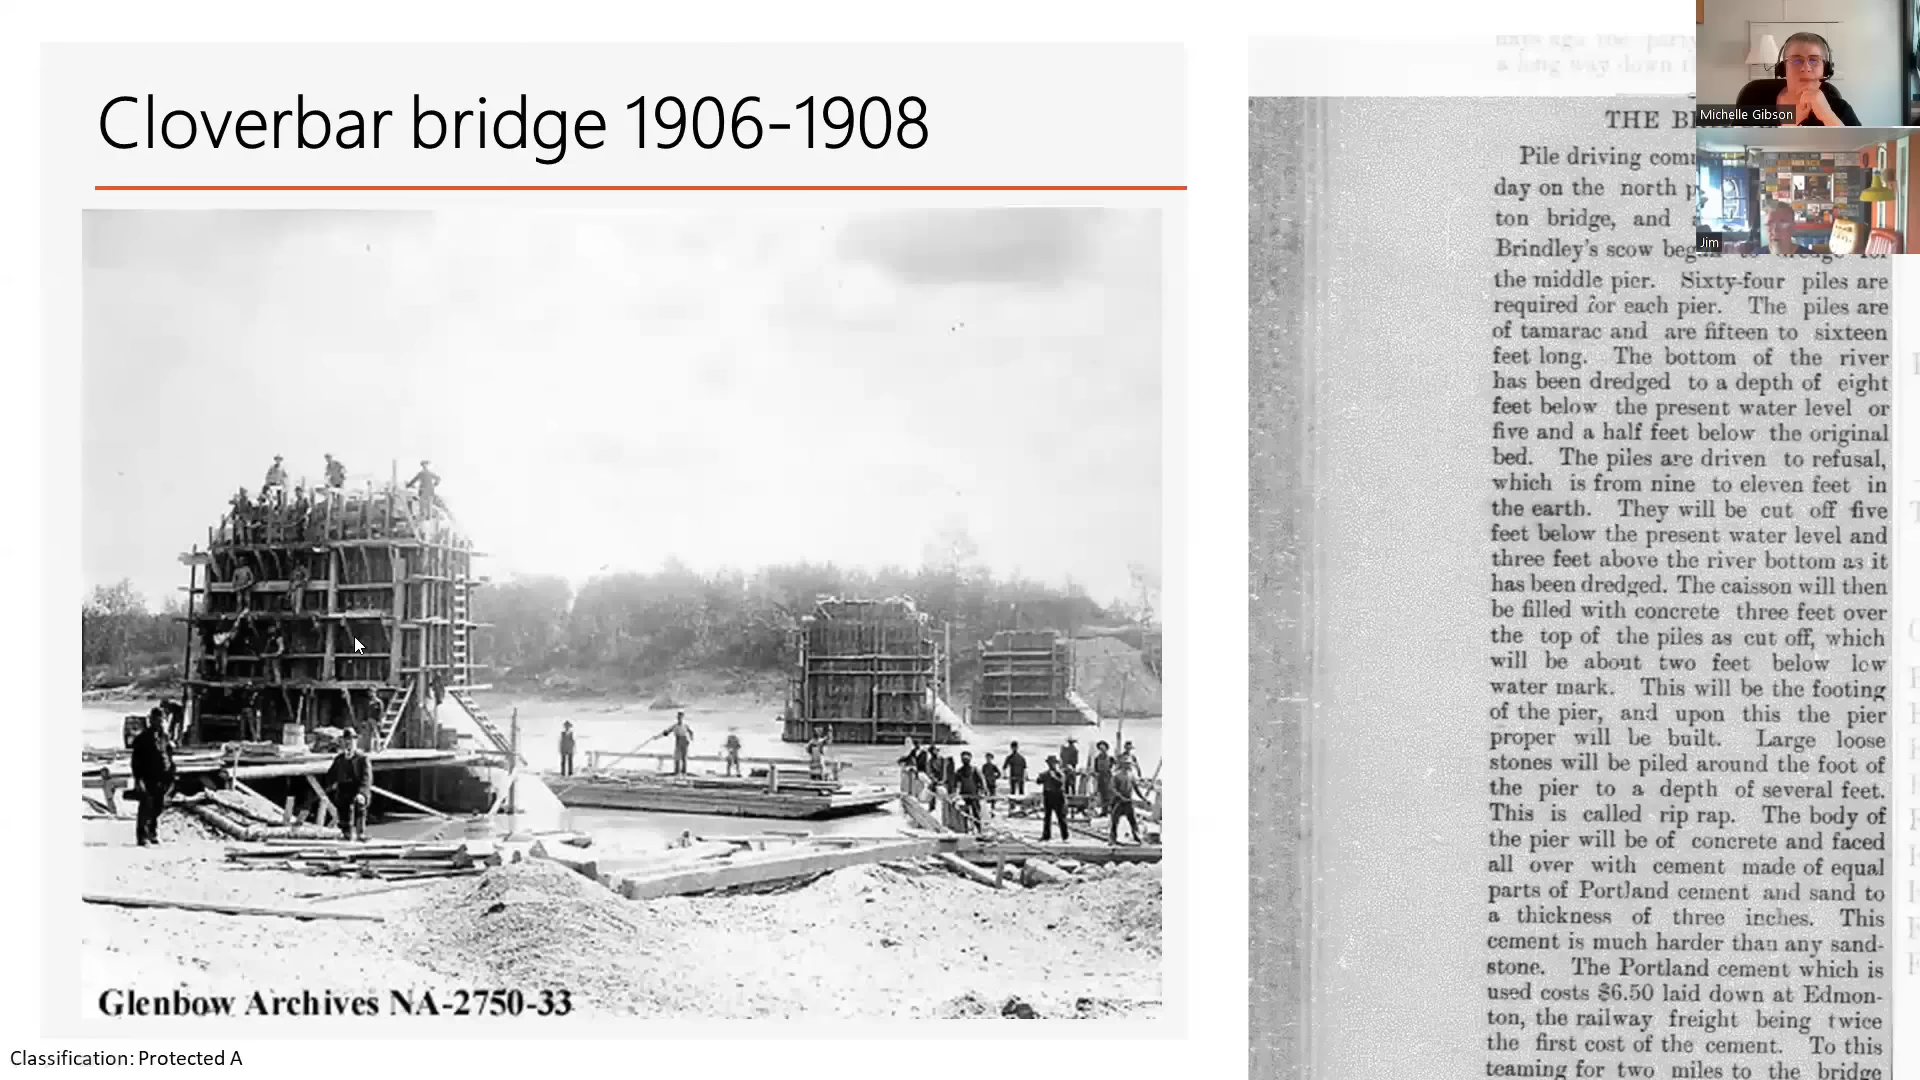 Cloverbar bridge 1906-1908
Glenbow Archives NA-2750-33
Classification: Protected A
a long way down
THE
Pile driving
day on the north
ton bridge, and
Brindley's scow
the middle pier. Sixty-four piles are
required for each pier. The piles are
of tamarac and are fifteen to sixteen
feet long. The bottom of the river
has been dredged to a depth of eight
feet below the present water level or
five and a half feet below the original
bed. The piles are driven to refusal,
which is from nine to eleven feet in
the earth. They will be cut off five
feet below the present water level and
three feet above the river bottom as it
has been dredged. The caisson will then
be filled with concrete three feet over
the top of the piles as cut off, which
will be about two feet below low
water mark. This will be the footing
of the pier, and upon this the pier
proper will be built. Large loose
stones will be piled around the foot of
the pier to a depth of several feet.
This is called rip rap. The body of
the pier will be of concrete and faced
all over with cement made of equal
parts of Portland cement and sand to
a thickness of three inches. This
cement is much harder than any sand-
stone. The Portland cement which is
used costs $6.50 laid down at Edmon-
ton, the railway freight being twice
the first cost of the cement. To this
teaming for two miles to the bridge
Michelle Gibson
Jim